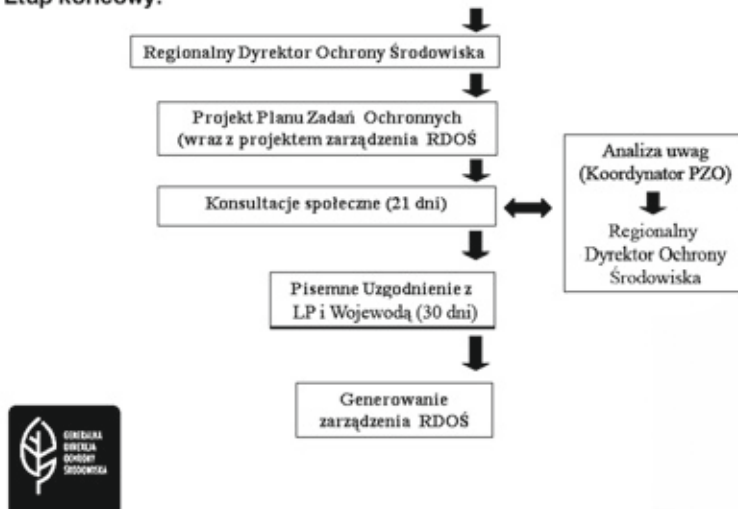 Etap końcowy:
Regionalny Dyrektor Ochrony Środowiska
Projekt Planu Zadań Ochronnych
(wraz z projektem zarządzenia RDOŚ
Konsultacje społeczne (21 dni)
Analiza uwag
(Koordynator PZO)
Regionalny
Dyrektor Ochrony
Środowiska
Pisemne Uzgodnienie z
LP i Wojewodą (30 dni)
Generowanie
zarządzenia RDOŚ
GENERALNA
DYREKCJA
OCHRONY
ŚRODOWISKA